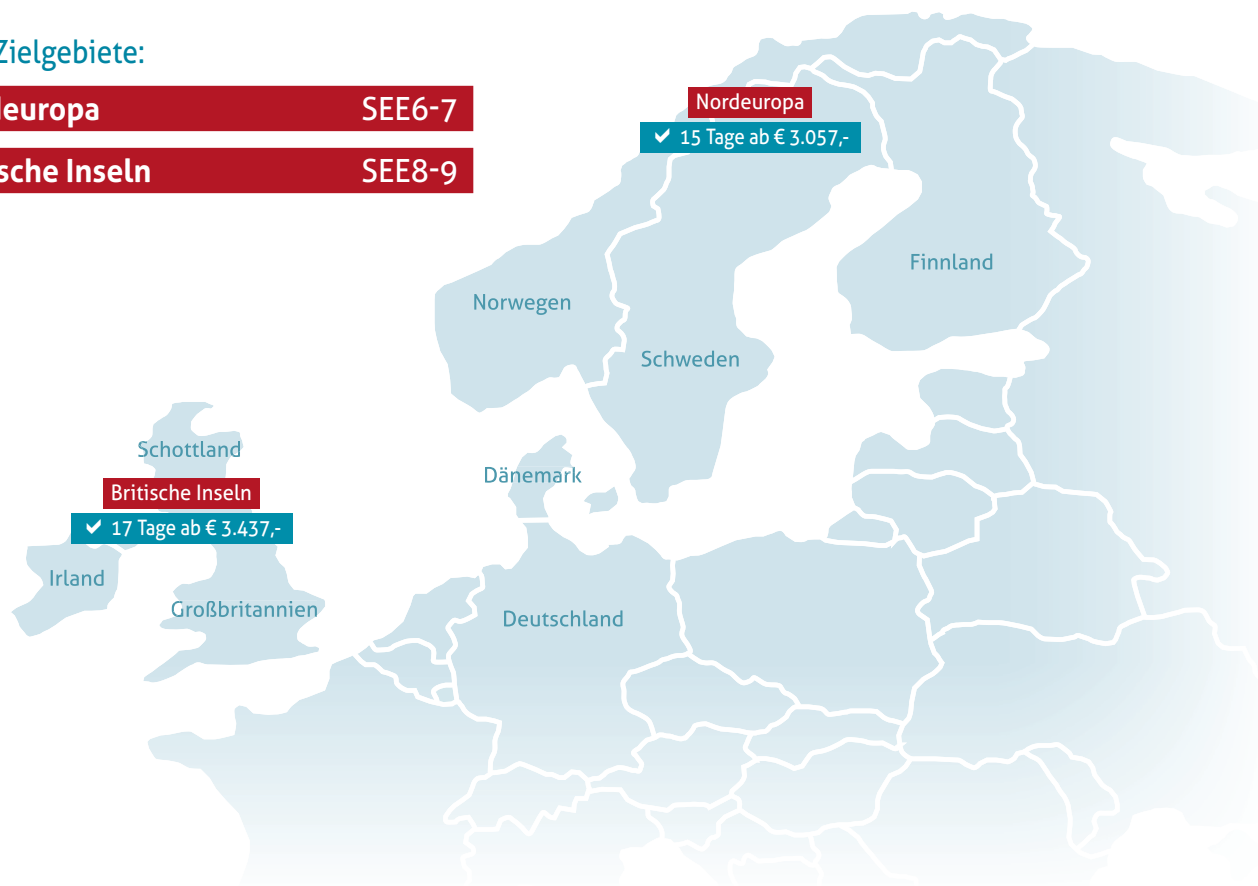 Zielgebiete:
deuropa SEE6-7
sche Inseln SEE8-9
Nordeuropa
✓ 15 Tage ab € 3.057,-
Finnland
Norwegen
Schweden
Schottland
Dänemark
Britische Inseln
✓ 17 Tage ab € 3.437,-
Irland
Großbritannien
Deutschland